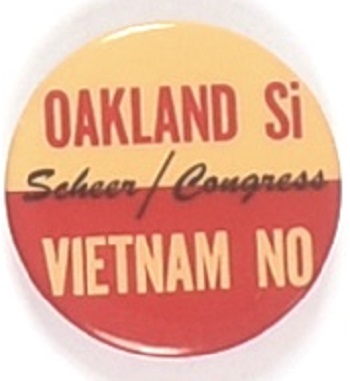 OAKLAND Si
Scheer/Congress
VIETNAM NO